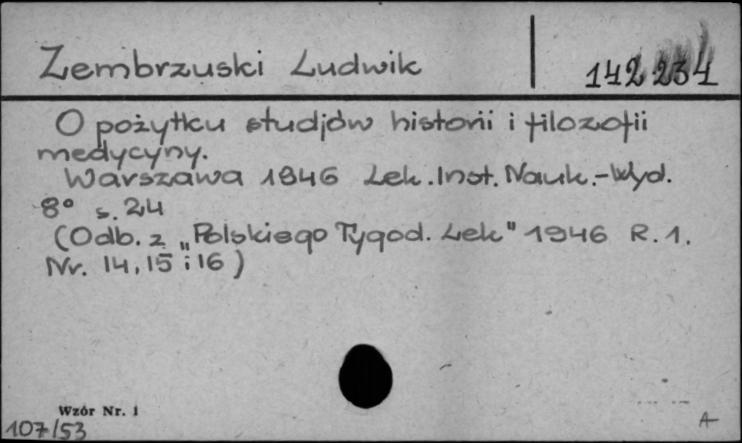 Zembrzuski Ludwik 142 234
O pożytku studjów historii i filozofii
medycyny.
Warszawa 1946 Lek. Inst. Nauk.-Wyd.
8° s. 24
(Odb. z „Polskiego Tygod. Lek" 1946 R. 1.
Nr. 14, 15 i 16)
Wzór Nr. 1
107/53
A